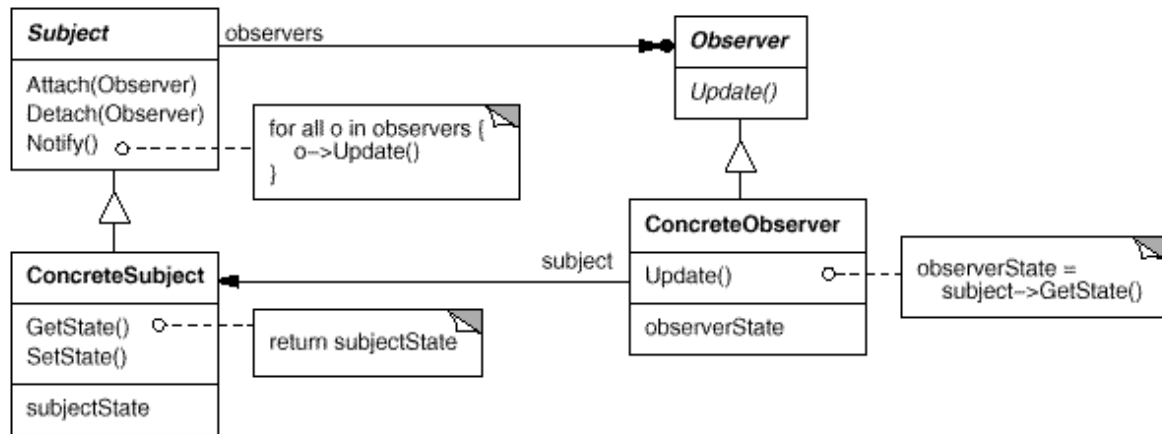 Subject
Attach(Observer)
Detach(Observer)
Notify()
observers
Observer
Update()
for all o in observers {
o->Update()
}
ConcreteSubject
GetState()
SetState()
subjectState
return subjectState
subject
ConcreteObserver
Update()
observerState
observerState =
subject->GetState()